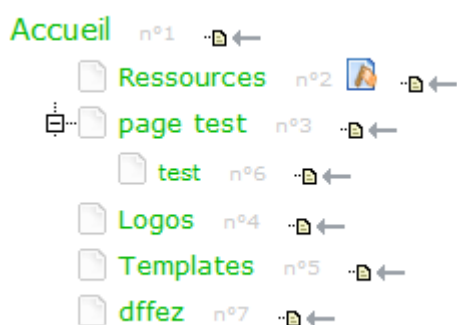 Accueil n°1
Ressources n°2
page test n°3
test n°6
Logos n°4
Templates n°5
dffez n°7